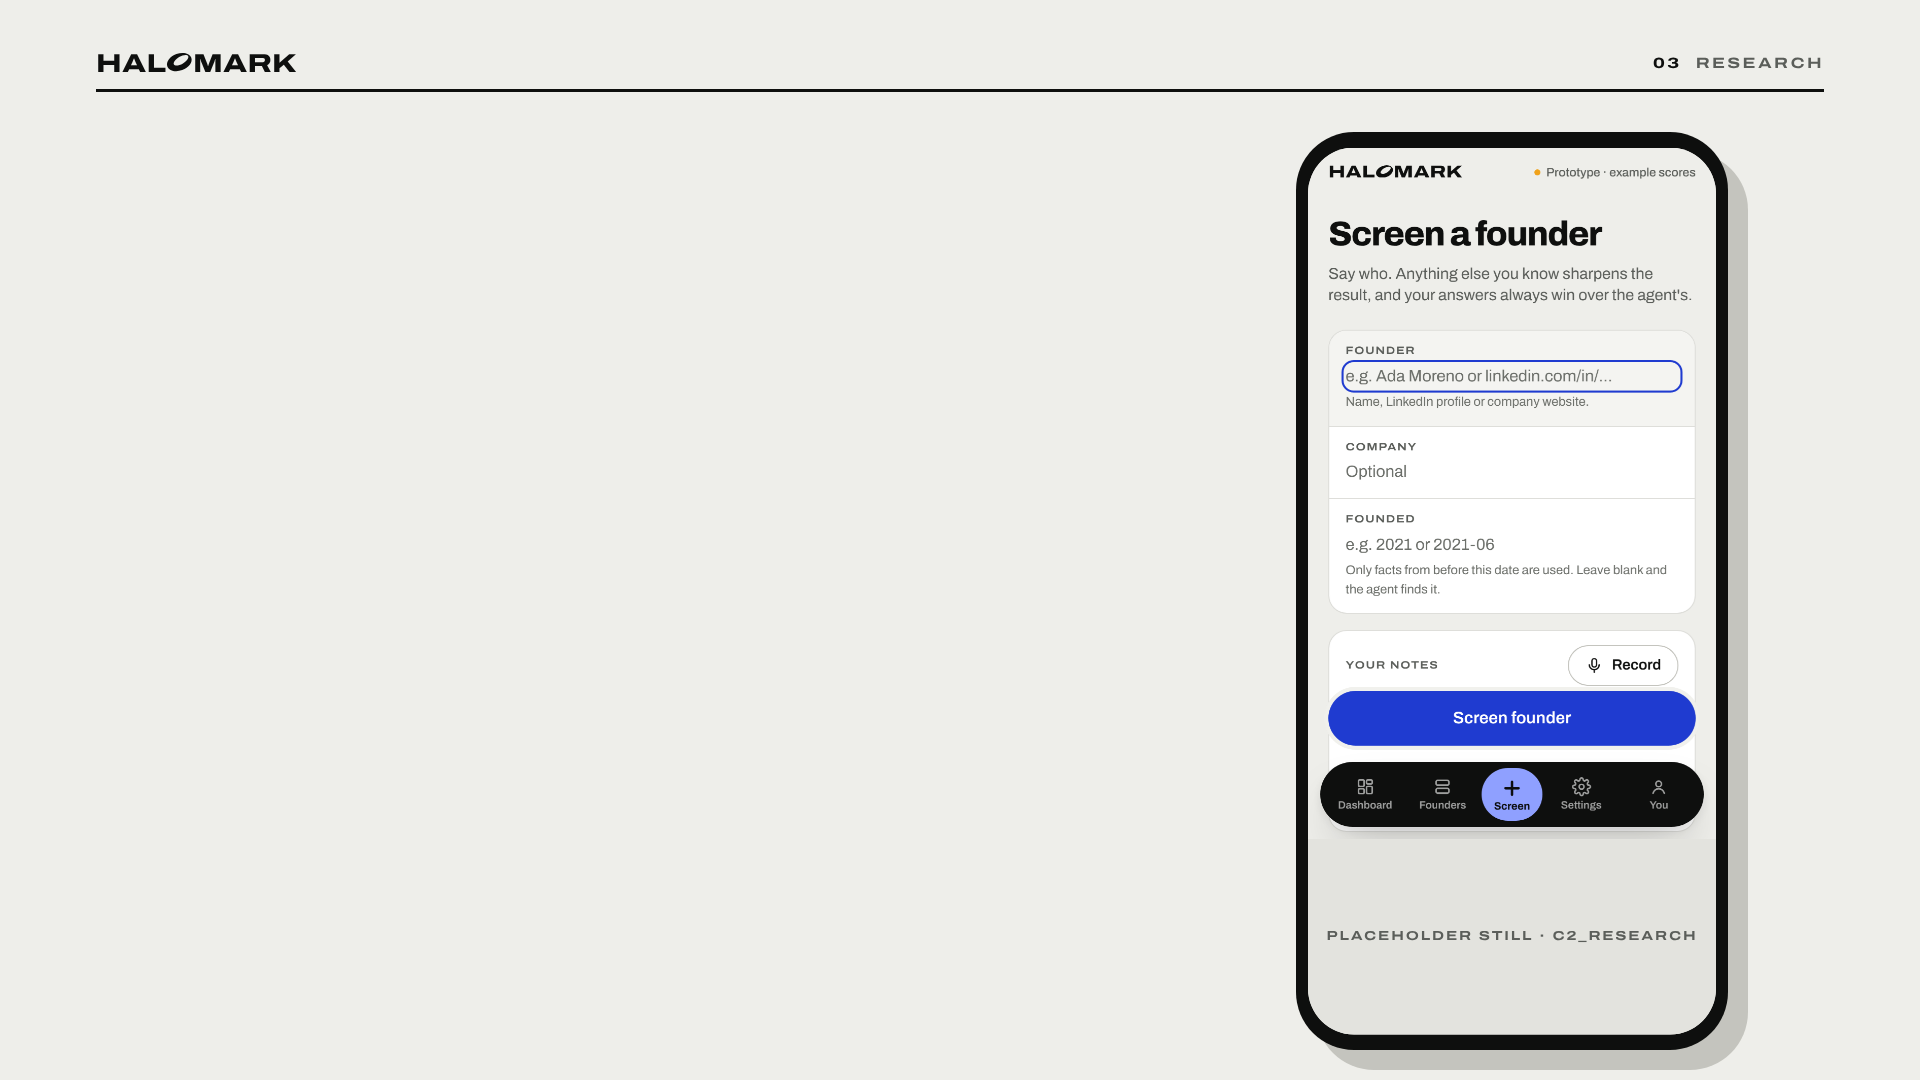 HALOMARK
03 RESEARCH
HALOMARK
Prototype · example scores
Screen a founder
Say who. Anything else you know sharpens the
result, and your answers always win over the agent's.
FOUNDER
e.g. Ada Moreno or linkedin.com/in/...
Name, LinkedIn profile or company website.
COMPANY
Optional
FOUNDED
e.g. 2021 or 2021-06
Only facts from before this date are used. Leave blank and
the agent finds it.
YOUR NOTES
Record
Screen founder
Dashboard
Founders
Screen
Settings
You
PLACEHOLDER STILL · C2_RESEARCH